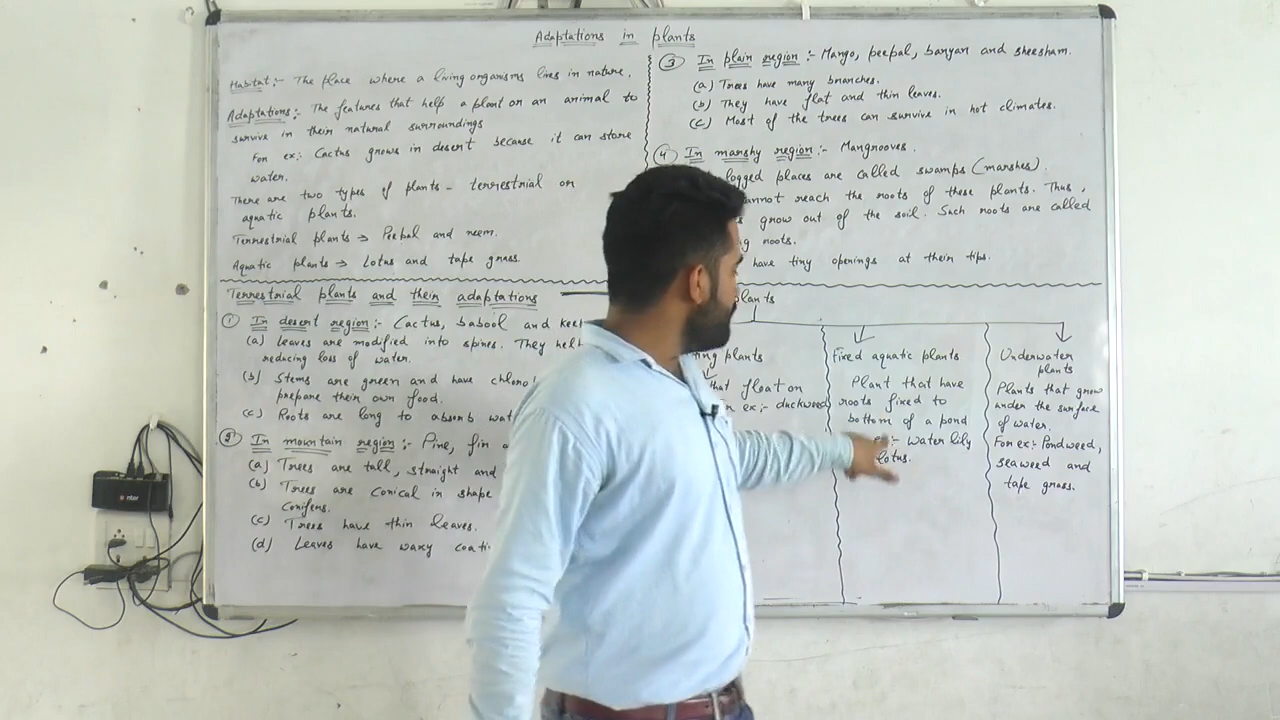 Adaptations in plants
Habitat:- The place where a living organisms lives in nature.
Adaptations:- The features that help a plant or an animal to
survive in their natural surroundings
For ex:- Cactus grows in desert because it can store
water.
There are two types of plants - terrestrial or
aquatic plants.
Terrestrial plants → Peepal and neem.
Aquatic plants → Lotus and tape grass.
Terrestrial plants and their adaptations
① In desert region:- Cactus, babool and
(a) Leaves are modified into spines. They
reducing loss of water.
(b) Stems are green and have
prepare their own food.
(c) Roots are long to absorb
② In mountain region:- Pine, fir
(a) Trees are tall, straight and
(b) Trees are conical in shape
conifers.
(c) Trees have thin leaves.
(d) Leaves have waxy
③ In plain region:- Mango, peepal, banyan and sheesham.
(a) Trees have many branches.
(b) They have flat and thin leaves.
(c) Most of the trees can survive in hot climates.
④ In marshy region:- Mangrooves.
logged places are called swamps (marshes).
reach the roots of these plants. Thus,
grow out of the soil. Such roots are called
roots.
have tiny openings at their tips.
plants
plants
that float on
ex:- duckweed
Fixed aquatic plants
Plant that have
roots fixed to
bottom of a pond
Water lily
lotus.
Underwater
plants
Plants that grow
under the surface
of water.
For ex:- Pondweed,
seaweed and
tape grass.